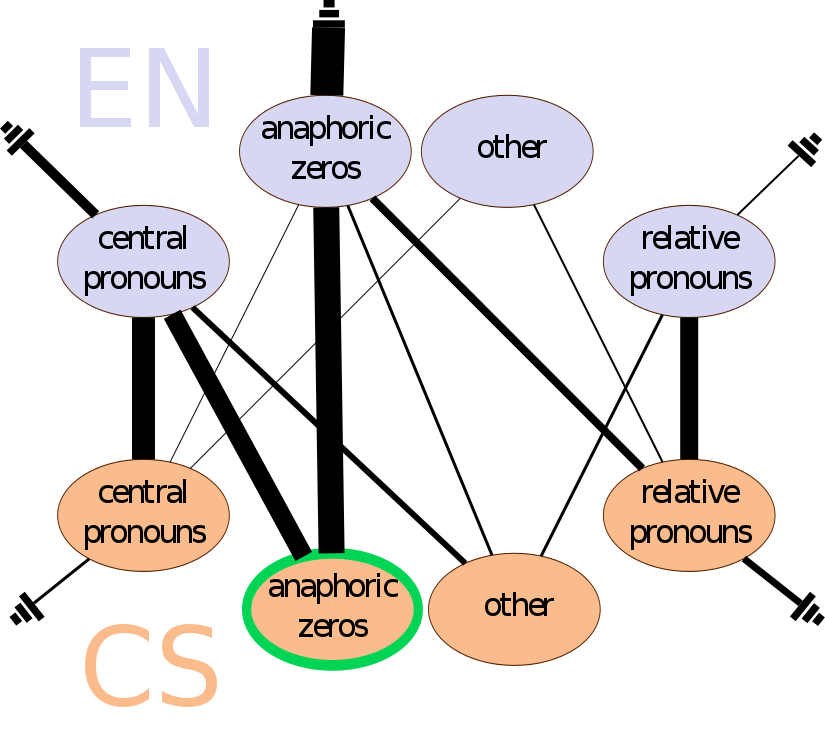 EN
anaphoric
zeros
other
central
pronouns
relative
pronouns
central
pronouns
relative
pronouns
anaphoric
zeros
other
CS